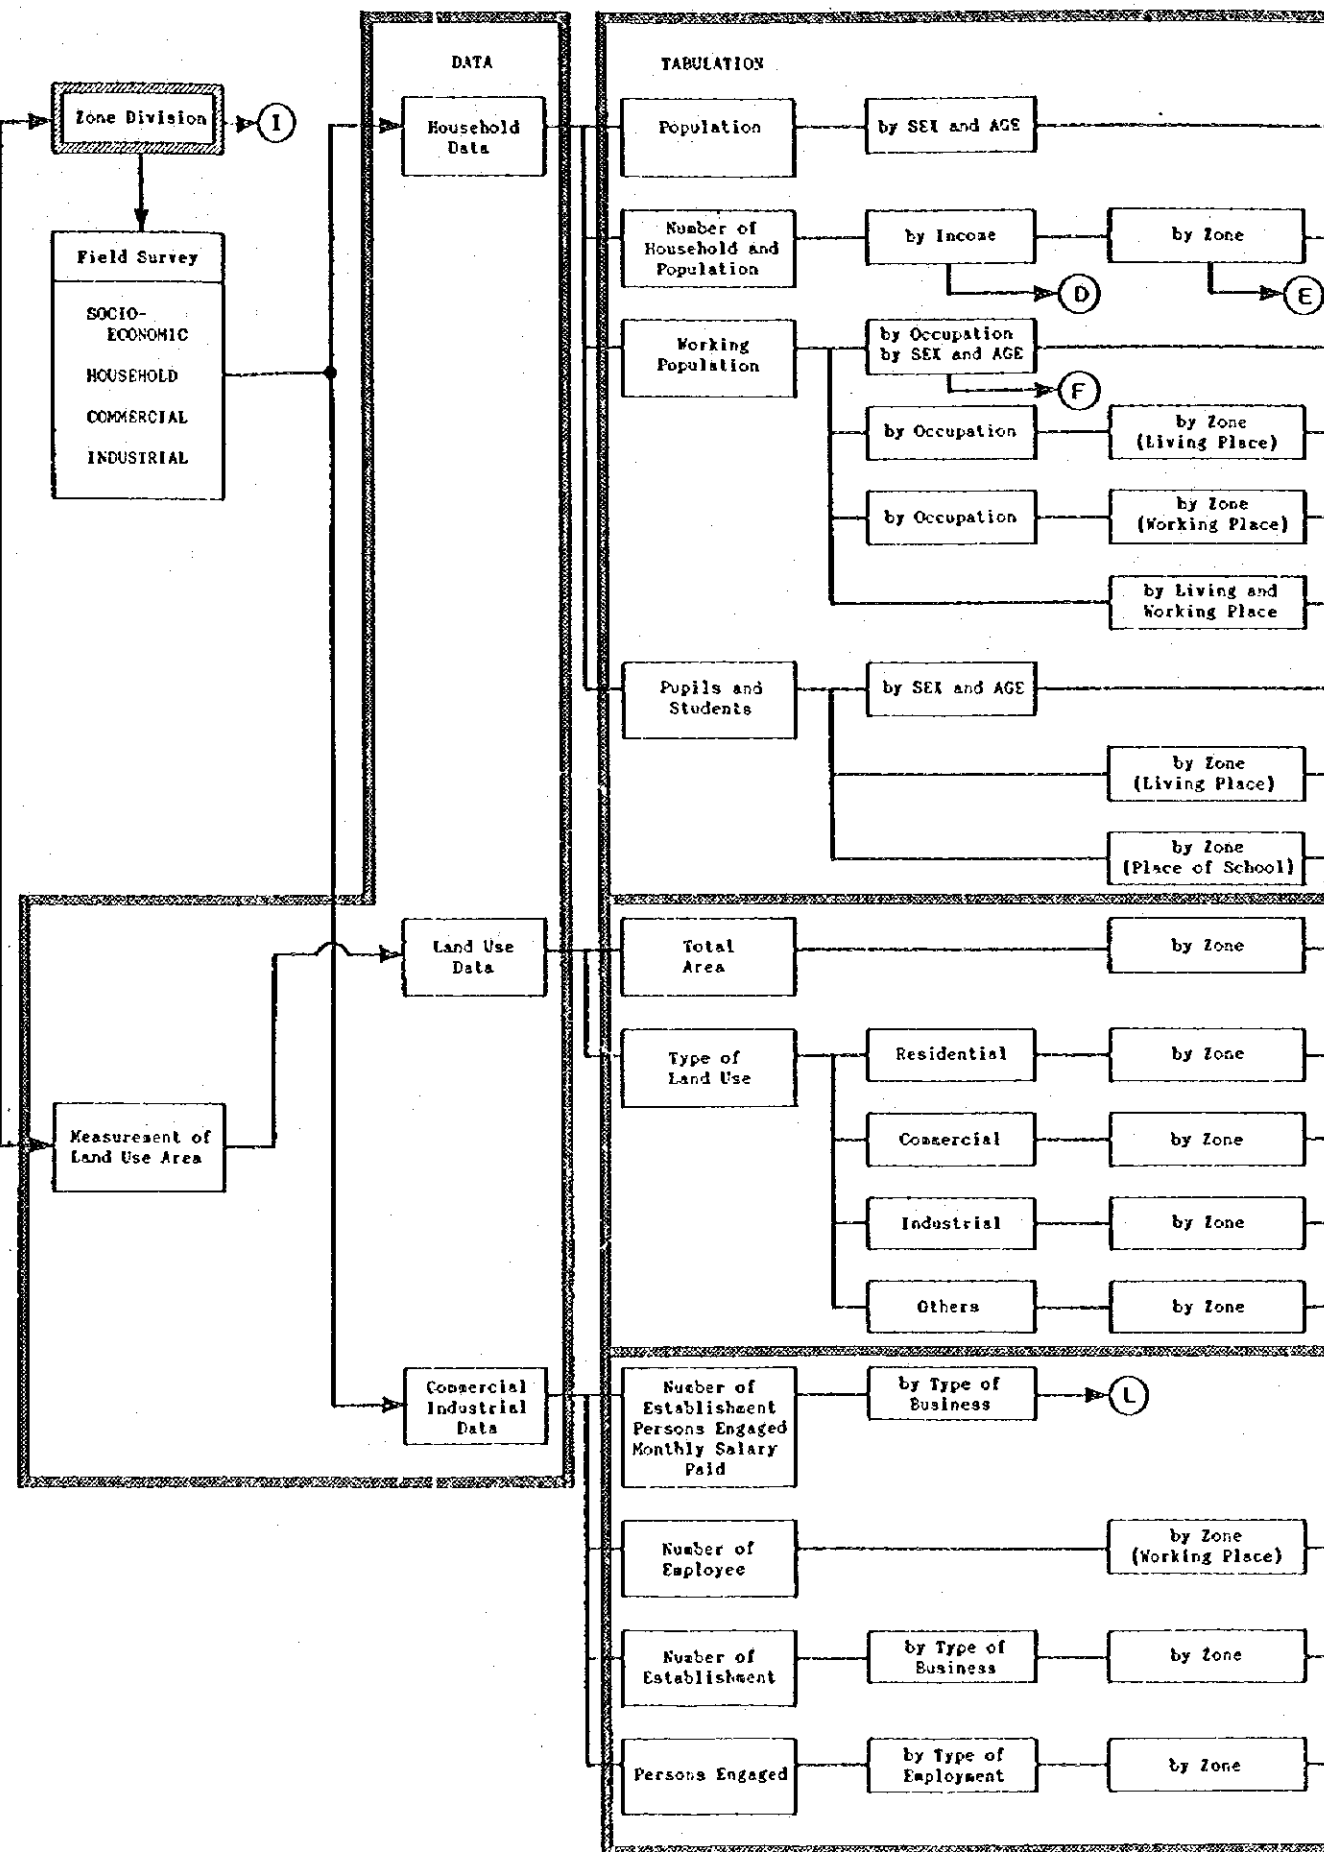 DATA
TABULATION
Zone Division
I
Field Survey
SOCIO-
ECONOMIC
HOUSEHOLD
COMMERCIAL
INDUSTRIAL
Household
Data
Population
by SEX and AGE
Number of
Household and
Population
by Income
by Zone
D
E
Working
Population
by Occupation
by SEX and AGE
F
by Occupation
by Zone
(Living Place)
by Occupation
by Zone
(Working Place)
by Living and
Working Place
Pupils and
Students
by SEX and AGE
by Zone
(Living Place)
by Zone
(Place of School)
Land Use
Data
Total
Area
by Zone
Type of
Land Use
Residential
by Zone
Measurement of
Land Use Area
Commercial
by Zone
Industrial
by Zone
Others
by Zone
Commercial
Industrial
Data
Number of
Establishment
Persons Engaged
Monthly Salary
Paid
by Type of
Business
L
Number of
Employee
by Zone
(Working Place)
Number of
Establishment
by Type of
Business
by Zone
Persons Engaged
by Type of
Employment
by Zone